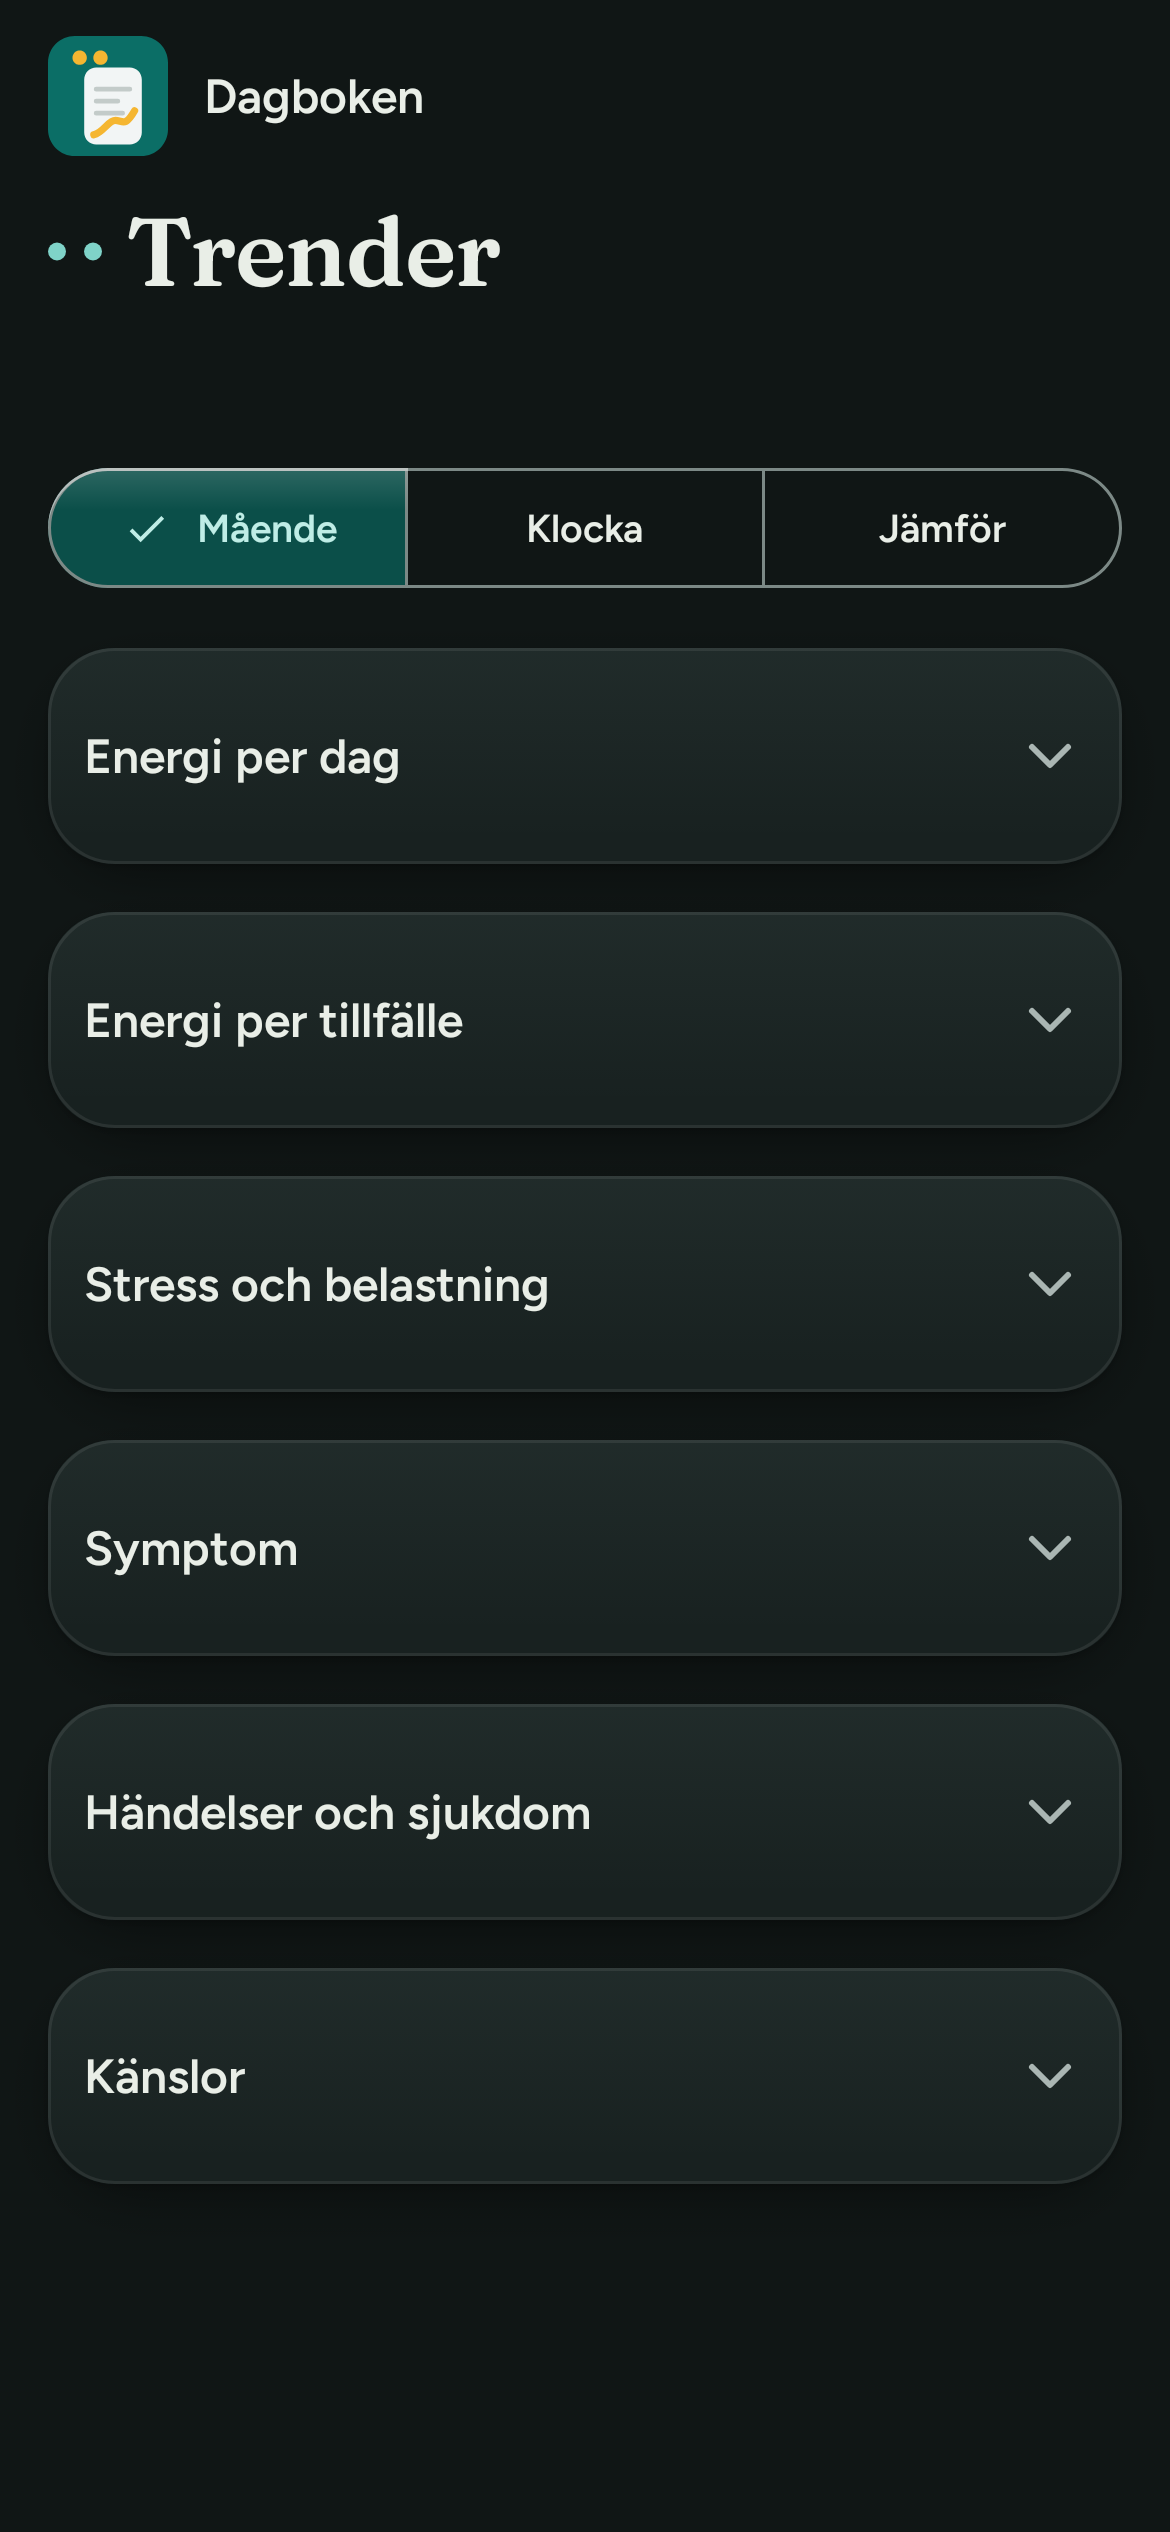 Dagboken
Trender
Mående
Klocka
Jämför
Energi per dag
Energi per tillfälle
Stress och belastning
Symptom
Händelser och sjukdom
Känslor